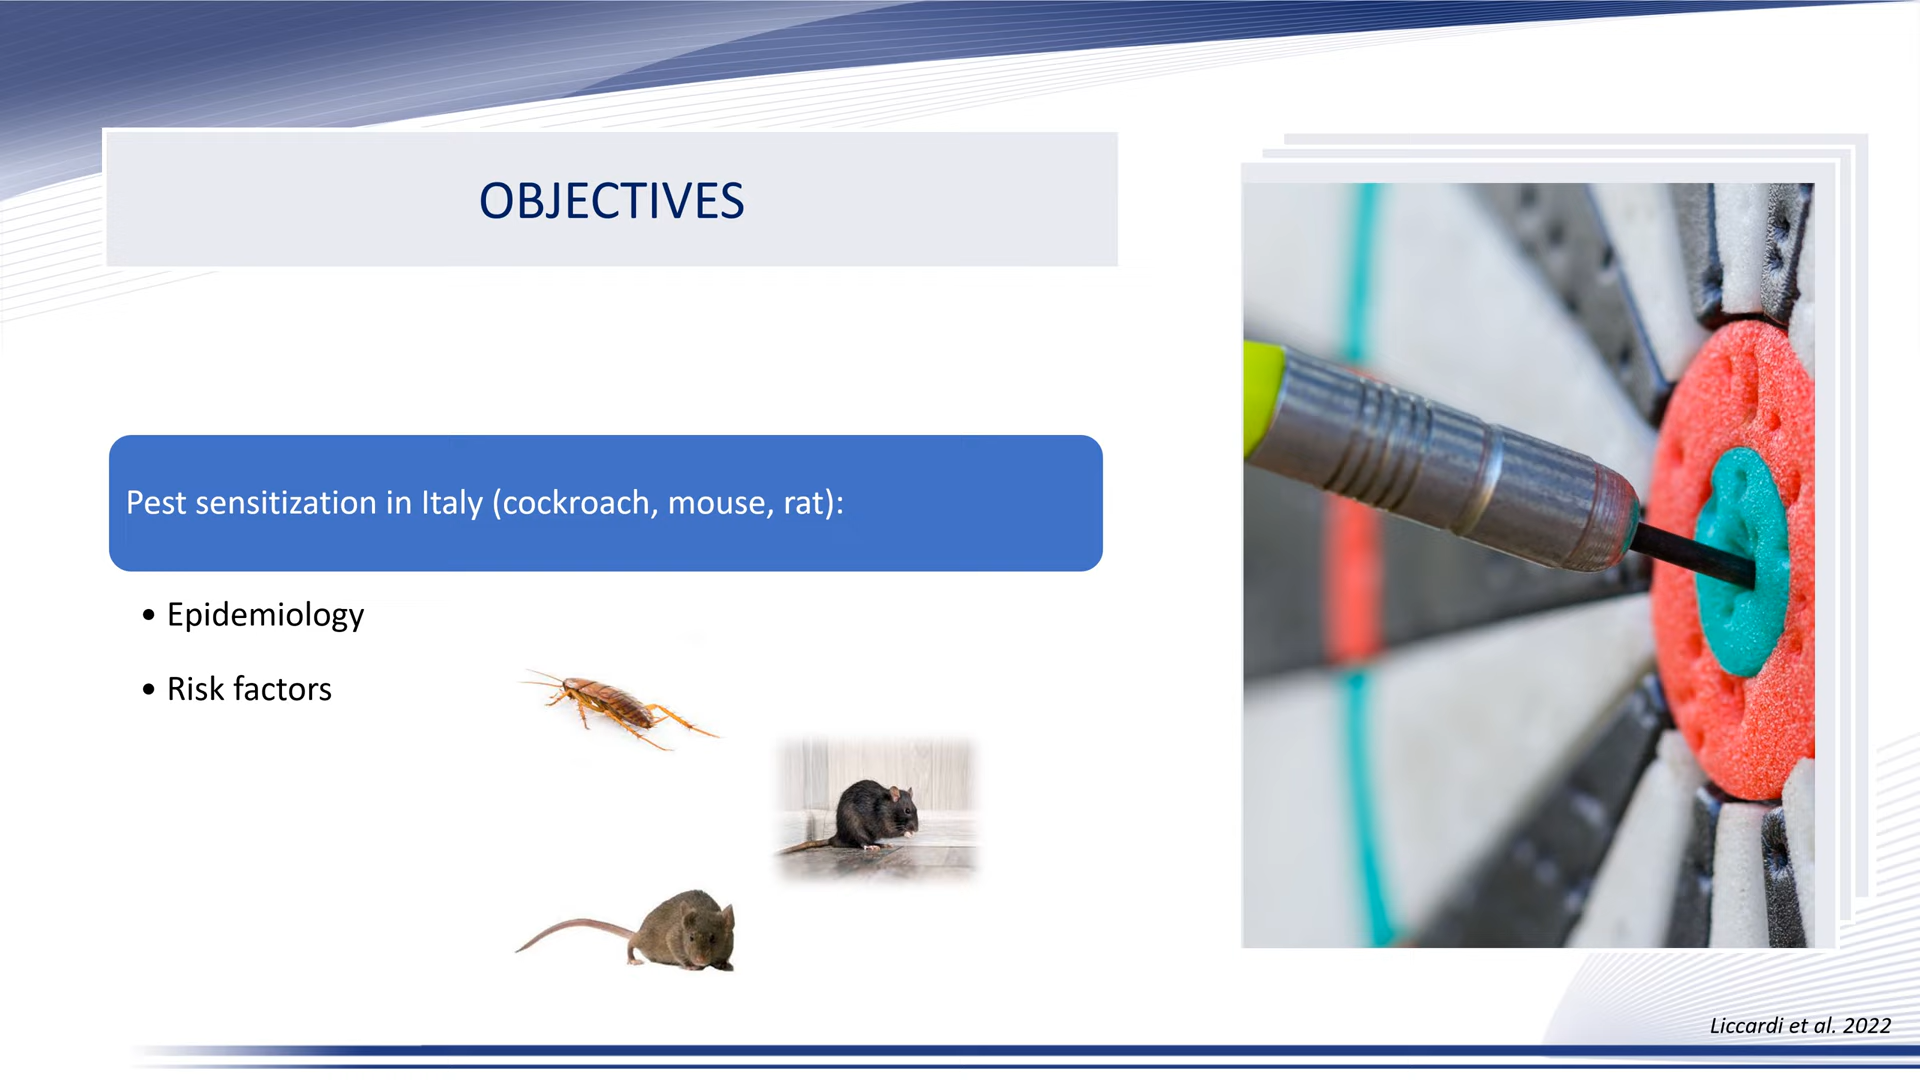 OBJECTIVES
Pest sensitization in Italy (cockroach, mouse, rat):
• Epidemiology
• Risk factors
Liccardi et al. 2022